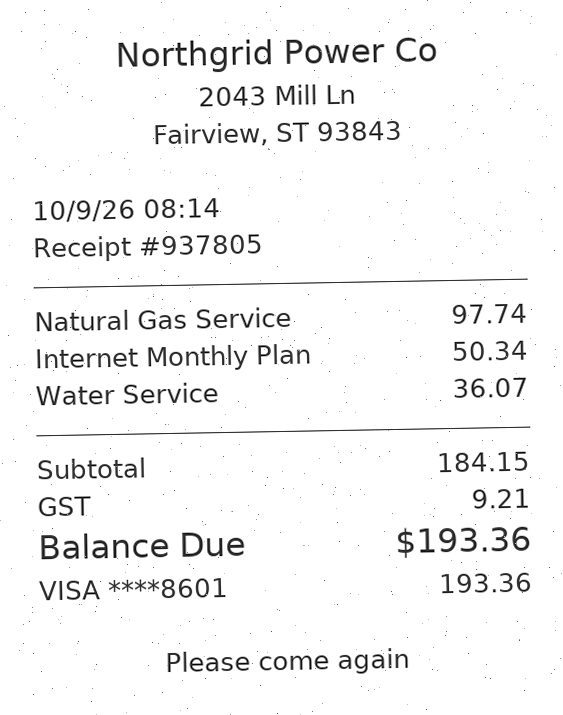 Northgrid Power Co
2043 Mill Ln
Fairview, ST 93843
10/9/26 08:14
Receipt #937805
Natural Gas Service 97.74
Internet Monthly Plan 50.34
Water Service 36.07
Subtotal 184.15
GST 9.21
Balance Due $193.36
VISA ****8601 193.36
Please come again